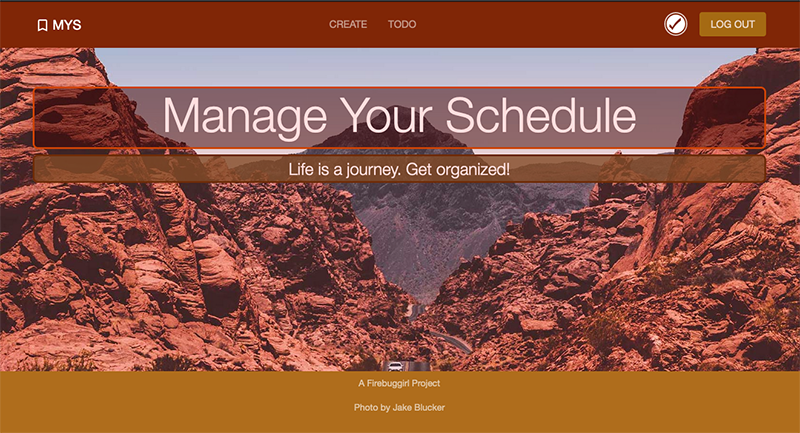 MYS
CREATE TODO
LOG OUT
Manage Your Schedule
Life is a journey. Get organized!
A Firebuggirl Project
Photo by Jake Blucker